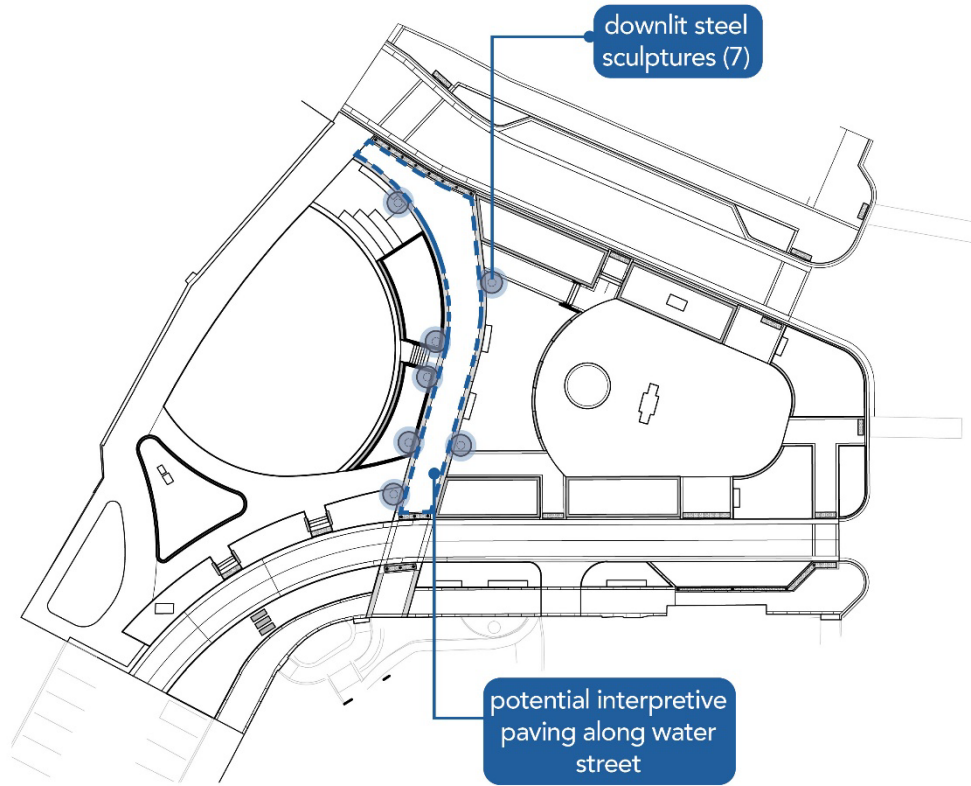 downlit steel
sculptures (7)
potential interpretive
paving along water
street